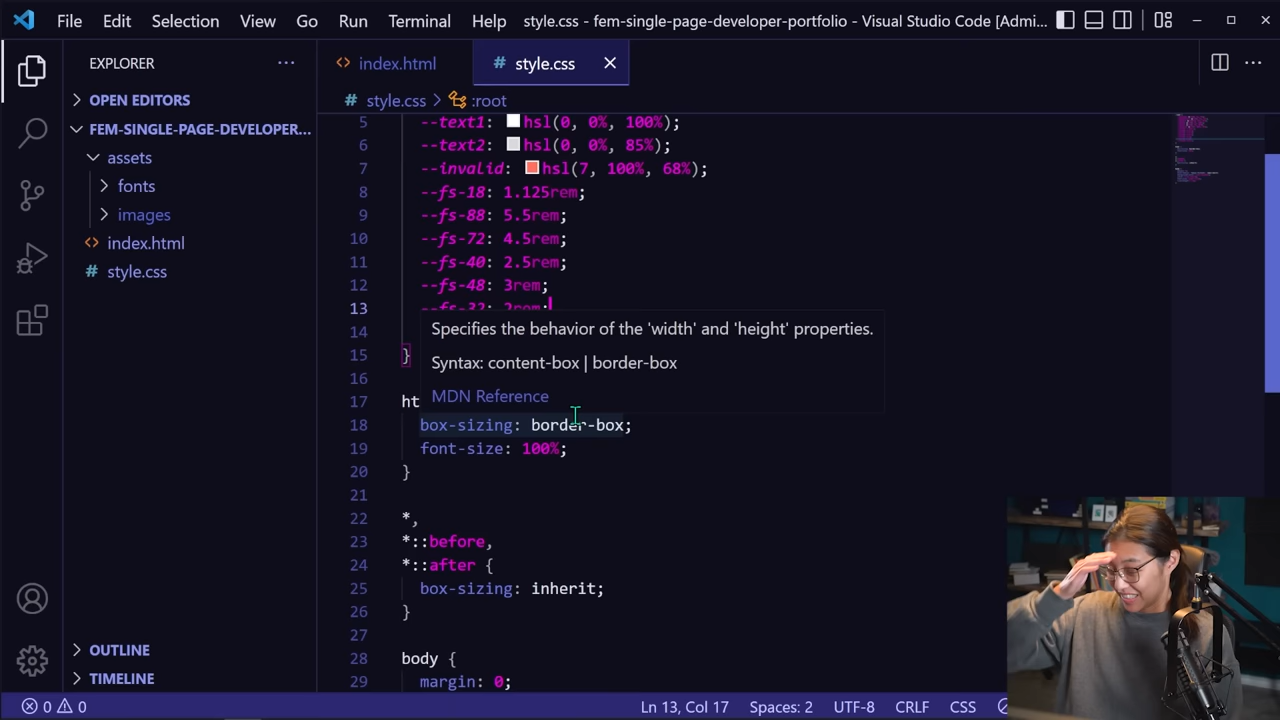 File Edit Selection View Go Run Terminal Help style.css - fem-single-page-developer-portfolio - Visual Studio Code [Admi...
EXPLORER
OPEN EDITORS
FEM-SINGLE-PAGE-DEVELOPER...
assets
fonts
images
index.html
style.css
OUTLINE
TIMELINE
index.html
# style.css
# style.css > :root
5 --text1: hsl(0, 0%, 100%);
6 --text2: hsl(0, 0%, 85%);
7 --invalid: hsl(7, 100%, 68%);
8 --fs-18: 1.125rem;
9 --fs-88: 5.5rem;
10 --fs-72: 4.5rem;
11 --fs-40: 2.5rem;
12 --fs-48: 3rem;
13 --fs-32: 2rem;
14
15 }
16
17 ht
Specifies the behavior of the 'width' and 'height' properties.
Syntax: content-box | border-box
MDN Reference
18 box-sizing: border-box;
19 font-size: 100%;
20 }
21
22 *,
23 *::before,
24 *::after {
25 box-sizing: inherit;
26 }
27
28 body {
29 margin: 0;
0 0 Ln 13, Col 17 Spaces: 2 UTF-8 CRLF CSS